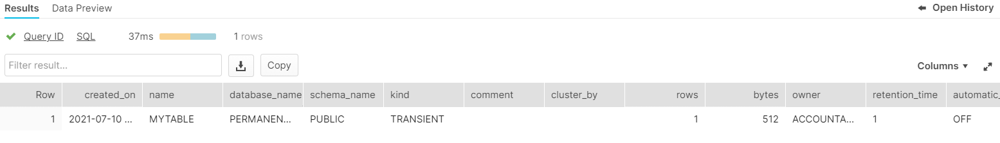 Results Data Preview Open History
Query ID SQL 37ms 1 rows
Filter result... Copy Columns
Row created_on name database_name schema_name kind comment cluster_by rows bytes owner retention_time automatic_
1 2021-07-10 ... MYTABLE PERMANEN... PUBLIC TRANSIENT 1 512 ACCOUNTA... 1 OFF